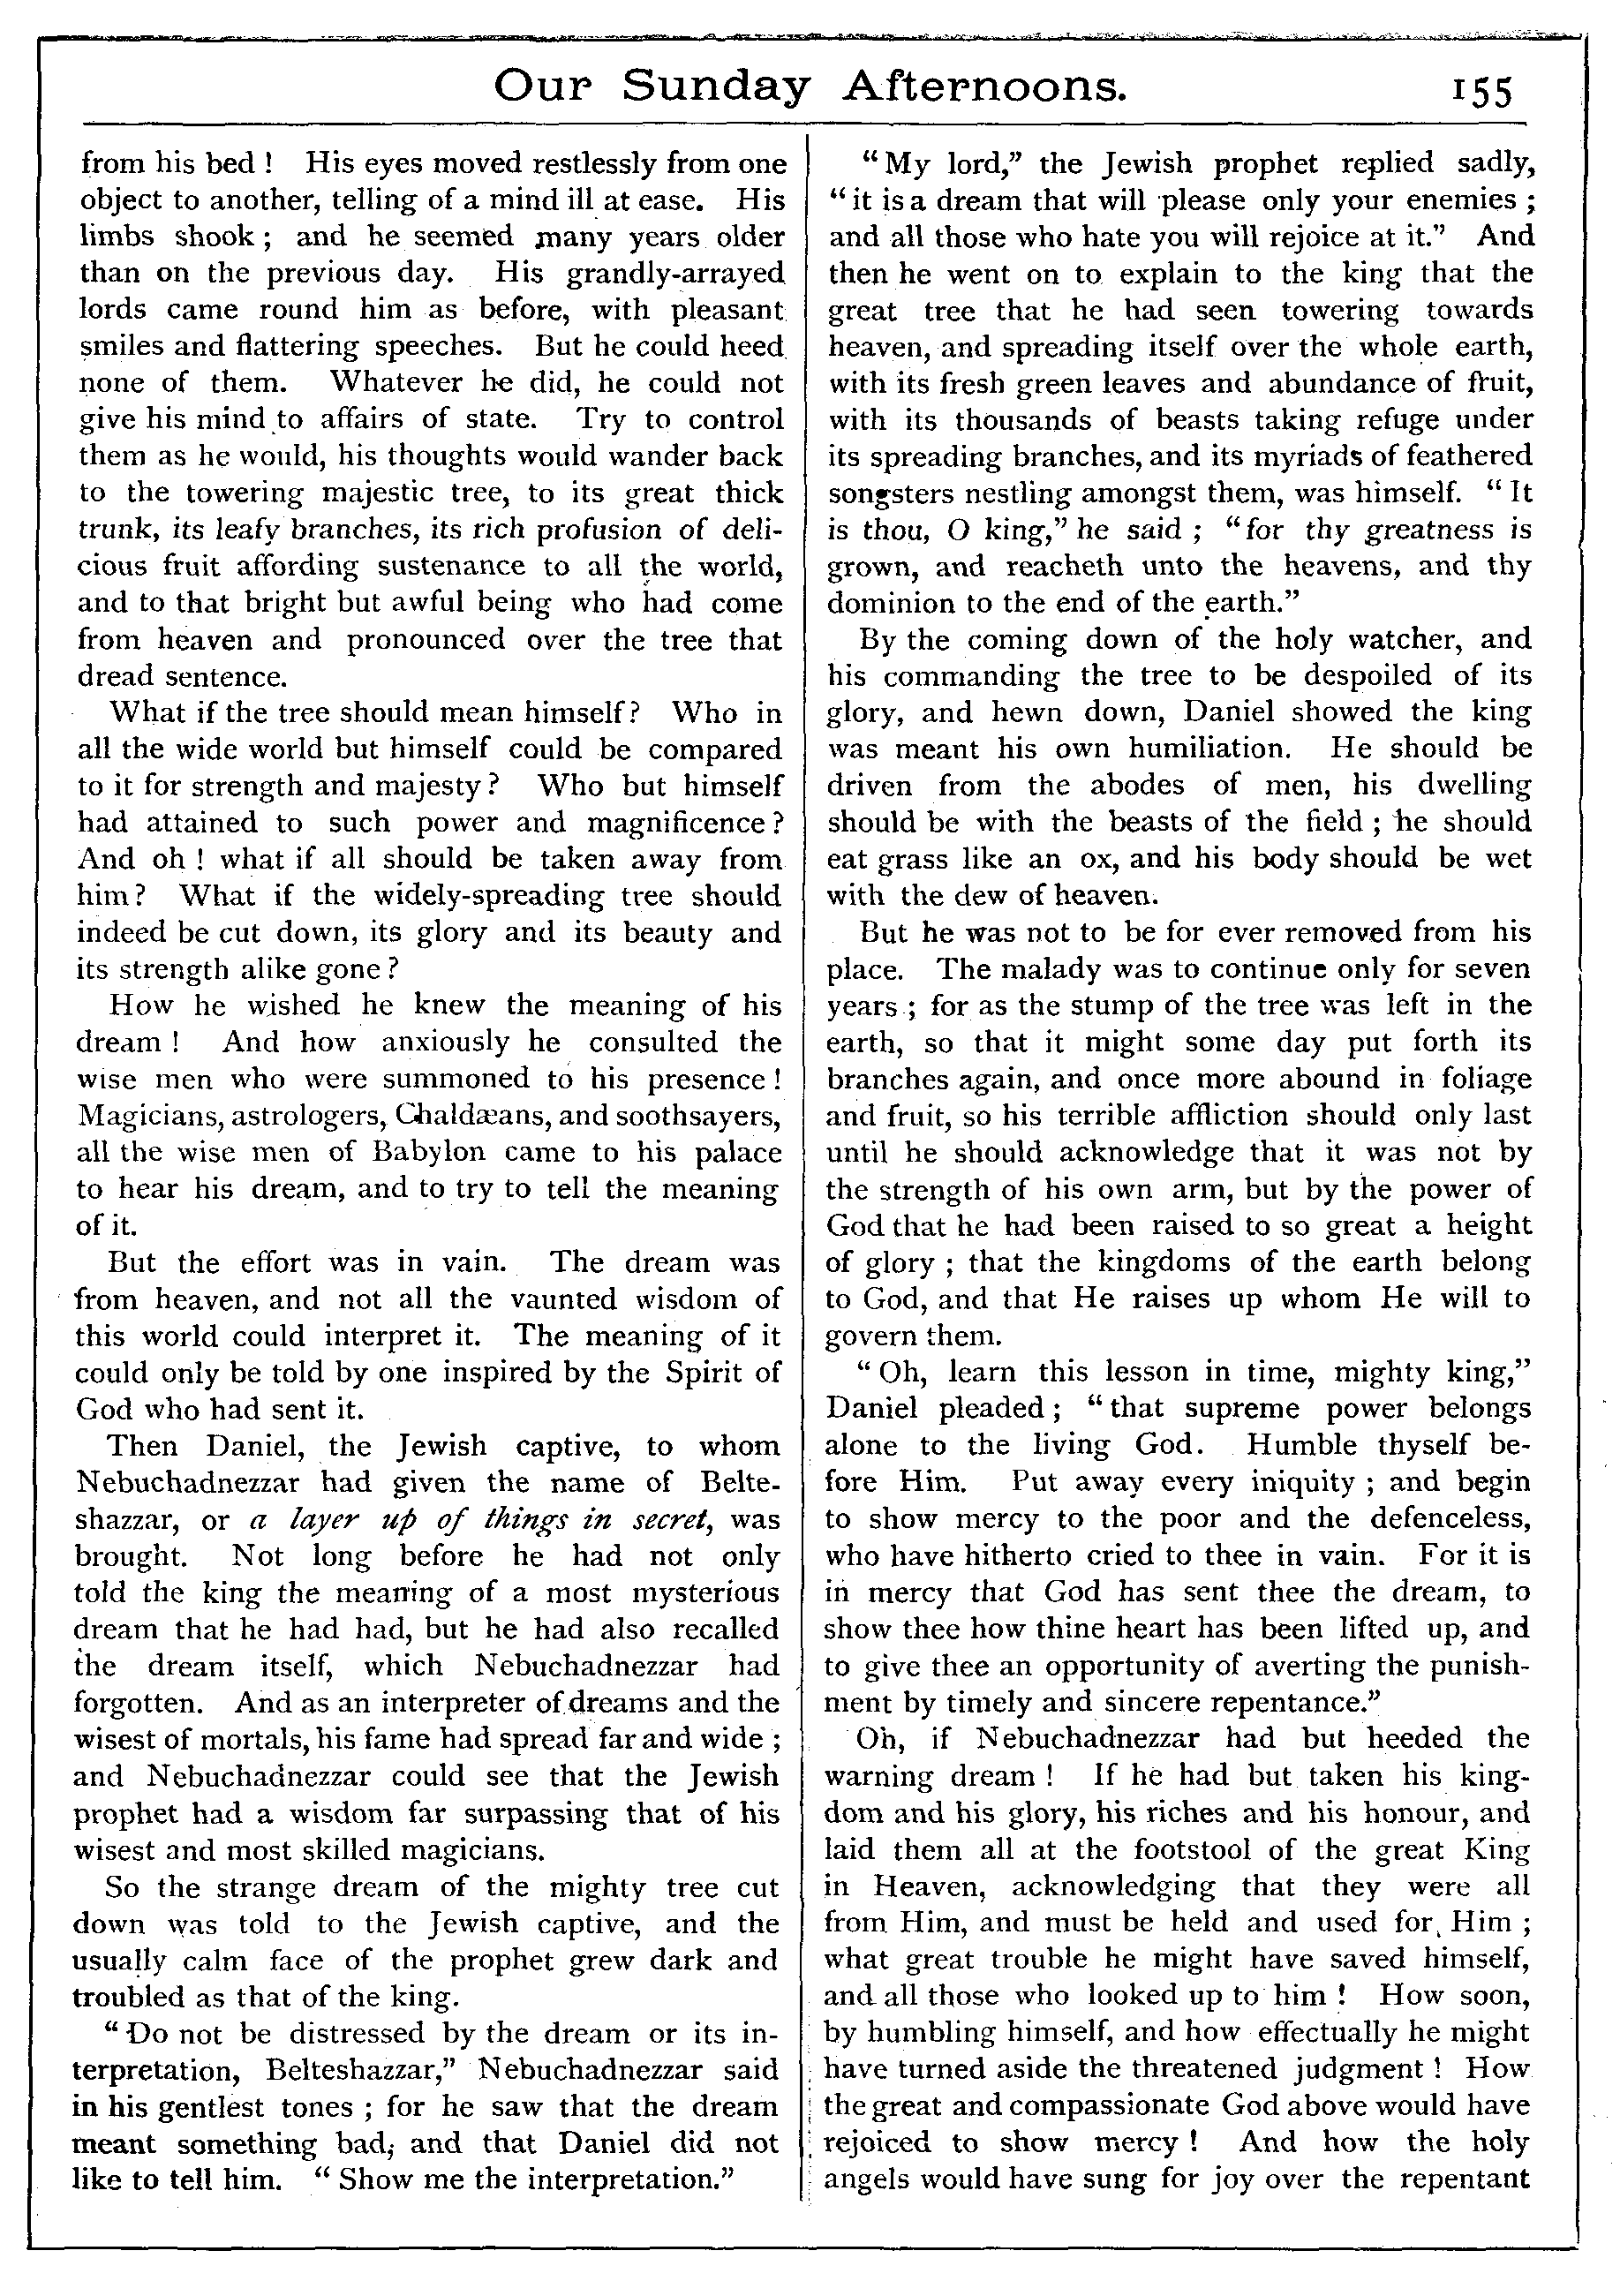 Our Sunday Afternoons.
155
from his bed ! His eyes moved restlessly from one
object to another, telling of a mind ill at ease. His
limbs shook ; and he seemed many years older
than on the previous day. His grandly-arrayed
lords came round him as before, with pleasant
smiles and flattering speeches. But he could heed
none of them. Whatever he did, he could not
give his mind to affairs of state. Try to control
them as he would, his thoughts would wander back
to the towering majestic tree, to its great thick
trunk, its leafy branches, its rich profusion of deli-
cious fruit affording sustenance to all the world,
and to that bright but awful being who had come
from heaven and pronounced over the tree that
dread sentence.
What if the tree should mean himself? Who in
all the wide world but himself could be compared
to it for strength and majesty ? Who but himself
had attained to such power and magnificence ?
And oh ! what if all should be taken away from
him ? What if the widely-spreading tree should
indeed be cut down, its glory and its beauty and
its strength alike gone ?
How he wished he knew the meaning of his
dream ! And how anxiously he consulted the
wise men who were summoned to his presence !
Magicians, astrologers, Chaldæans, and soothsayers,
all the wise men of Babylon came to his palace
to hear his dream, and to try to tell the meaning
of it.
But the effort was in vain. The dream was
from heaven, and not all the vaunted wisdom of
this world could interpret it. The meaning of it
could only be told by one inspired by the Spirit of
God who had sent it.
Then Daniel, the Jewish captive, to whom
Nebuchadnezzar had given the name of Belte-
shazzar, or a layer up of things in secret, was
brought. Not long before he had not only
told the king the meaning of a most mysterious
dream that he had had, but he had also recalled
the dream itself, which Nebuchadnezzar had
forgotten. And as an interpreter of dreams and the
wisest of mortals, his fame had spread far and wide ;
and Nebuchadnezzar could see that the Jewish
prophet had a wisdom far surpassing that of his
wisest and most skilled magicians.
So the strange dream of the mighty tree cut
down was told to the Jewish captive, and the
usually calm face of the prophet grew dark and
troubled as that of the king.
" Do not be distressed by the dream or its in-
terpretation, Belteshazzar," Nebuchadnezzar said
in his gentlest tones ; for he saw that the dream
meant something bad, and that Daniel did not
like to tell him. " Show me the interpretation."
" My lord," the Jewish prophet replied sadly,
" it is a dream that will please only your enemies ;
and all those who hate you will rejoice at it." And
then he went on to explain to the king that the
great tree that he had seen towering towards
heaven, and spreading itself over the whole earth,
with its fresh green leaves and abundance of fruit,
with its thousands of beasts taking refuge under
its spreading branches, and its myriads of feathered
songsters nestling amongst them, was himself. " It
is thou, O king," he said ; " for thy greatness is
grown, and reacheth unto the heavens, and thy
dominion to the end of the earth."
By the coming down of the holy watcher, and
his commanding the tree to be despoiled of its
glory, and hewn down, Daniel showed the king
was meant his own humiliation. He should be
driven from the abodes of men, his dwelling
should be with the beasts of the field ; he should
eat grass like an ox, and his body should be wet
with the dew of heaven.
But he was not to be for ever removed from his
place. The malady was to continue only for seven
years ; for as the stump of the tree was left in the
earth, so that it might some day put forth its
branches again, and once more abound in foliage
and fruit, so his terrible affliction should only last
until he should acknowledge that it was not by
the strength of his own arm, but by the power of
God that he had been raised to so great a height
of glory ; that the kingdoms of the earth belong
to God, and that He raises up whom He will to
govern them.
" Oh, learn this lesson in time, mighty king,"
Daniel pleaded ; " that supreme power belongs
alone to the living God. Humble thyself be-
fore Him. Put away every iniquity ; and begin
to show mercy to the poor and the defenceless,
who have hitherto cried to thee in vain. For it is
in mercy that God has sent thee the dream, to
show thee how thine heart has been lifted up, and
to give thee an opportunity of averting the punish-
ment by timely and sincere repentance."
Oh, if Nebuchadnezzar had but heeded the
warning dream ! If he had but taken his king-
dom and his glory, his riches and his honour, and
laid them all at the footstool of the great King
in Heaven, acknowledging that they were all
from Him, and must be held and used for Him ;
what great trouble he might have saved himself,
and all those who looked up to him ! How soon,
by humbling himself, and how effectually he might
have turned aside the threatened judgment ! How
the great and compassionate God above would have
rejoiced to show mercy ! And how the holy
angels would have sung for joy over the repentant